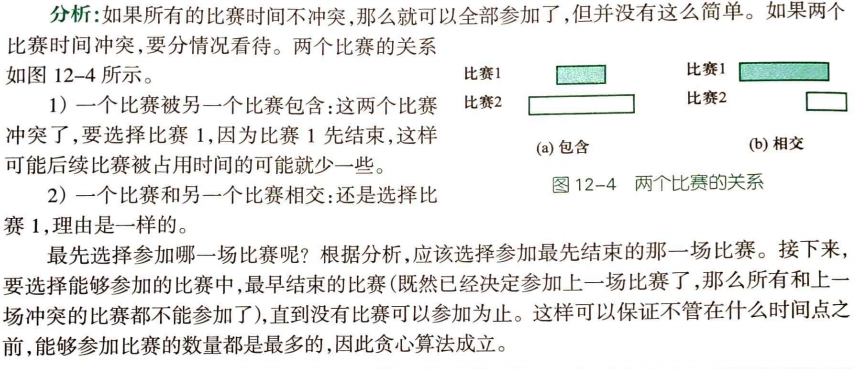 分析:如果所有的比赛时间不冲突,那么就可以全部参加了,但并没有这么简单。如果两个
比赛时间冲突,要分情况看待。两个比赛的关系
如图 12-4 所示。
1) 一个比赛被另一个比赛包含:这两个比赛
冲突了,要选择比赛 1,因为比赛 1 先结束,这样
可能后续比赛被占用时间的可能就少一些。
2) 一个比赛和另一个比赛相交:还是选择比
赛 1,理由是一样的。
比赛1
比赛2
(a) 包含
比赛1
比赛2
(b) 相交
图 12-4 两个比赛的关系
最先选择参加哪一场比赛呢? 根据分析,应该选择参加最先结束的那一场比赛。接下来,
要选择能够参加的比赛中,最早结束的比赛(既然已经决定参加上一场比赛了,那么所有和上一
场冲突的比赛都不能参加了),直到没有比赛可以参加为止。这样可以保证不管在什么时间点之
前,能够参加比赛的数量都是最多的,因此贪心算法成立。